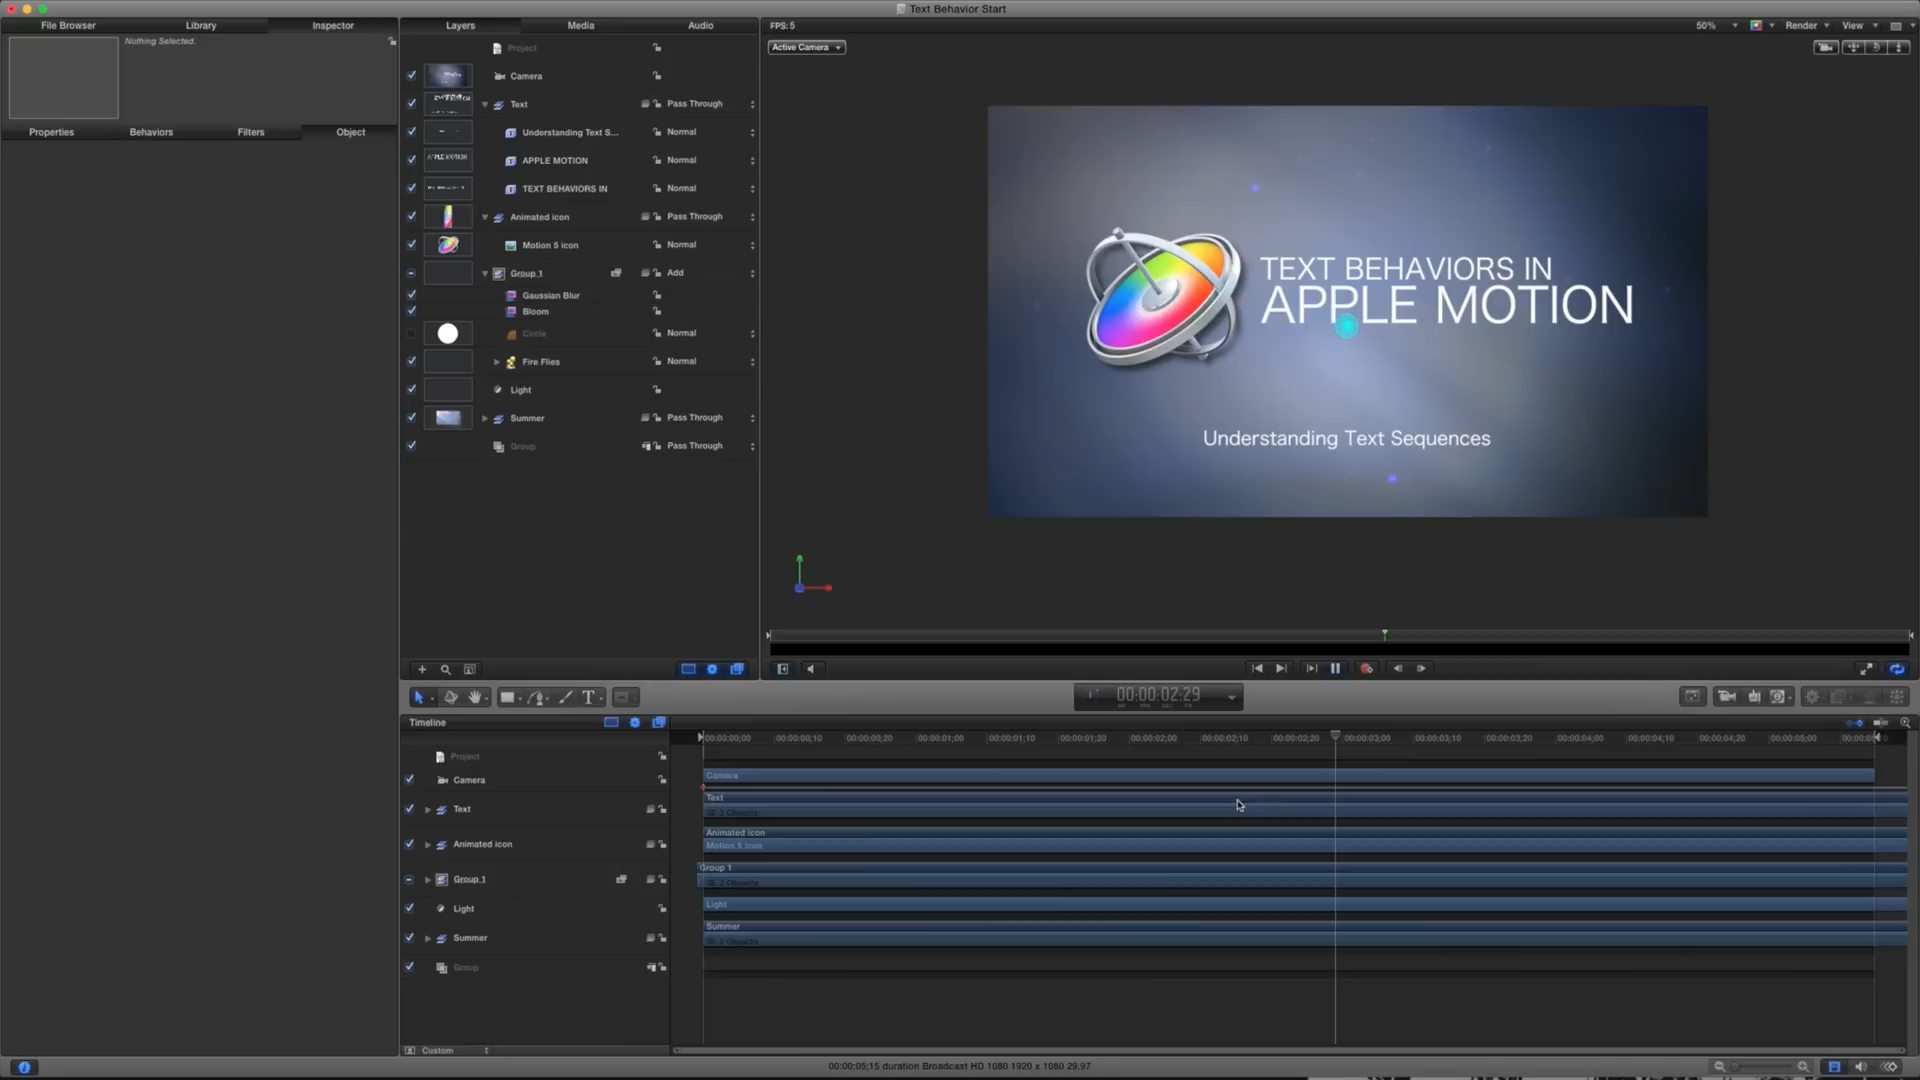 Text Behavior Start
File Browser
Library
Inspector
Layers
Media
Audio
FPS: 5
50%
Render
View
Nothing Selected.
Active Camera
Properties
Behaviors
Filters
Object
Project
Camera
Text
Pass Through
Understanding Text S...
Normal
APPLE MOTION
Normal
TEXT BEHAVIORS IN
Normal
Animated icon
Pass Through
Motion 5 icon
Normal
Group 1
Add
Gaussian Blur
Bloom
Circle
Normal
Fire Flies
Normal
Light
Summer
Pass Through
Group
Pass Through
TEXT BEHAVIORS IN
APPLE MOTION
Understanding Text Sequences
00:00:02:29
Timeline
00:00:00;00
00:00:00;10
00:00:00;20
00:00:01;00
00:00:01;10
00:00:01;20
00:00:02;00
00:00:02;10
00:00:02;20
00:00:03;00
00:00:03;10
00:00:03;20
00:00:04;00
00:00:04;10
00:00:04;20
00:00:05;00
Project
Camera
Camera
Text
Text
3 Objects
Animated icon
Animated icon
Motion 5 icon
Group 1
Group 1
2 Objects
Light
Light
Summer
Summer
2 Objects
Group
Custom
00:00:05;15 duration Broadcast HD 1080 1920 x 1080 29.97